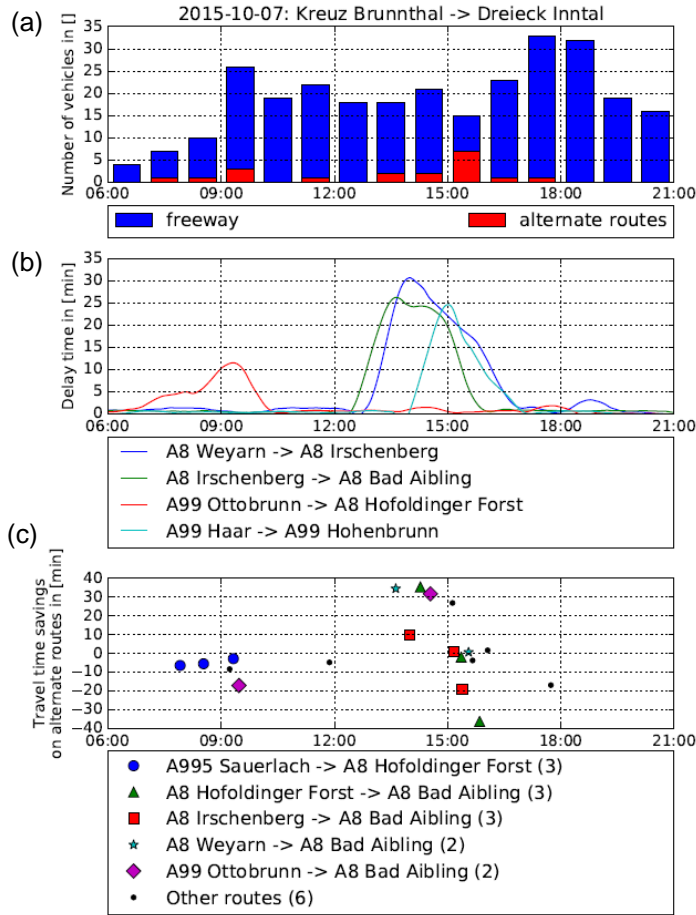 (a)
2015-10-07: Kreuz Brunnthal -> Dreieck Inntal
Number of vehicles in []
35
30
25
20
15
10
5
0
06:00 09:00 12:00 15:00 18:00 21:00
freeway alternate routes
(b)
Delay time in [min]
35
30
25
20
15
10
5
0
06:00 09:00 12:00 15:00 18:00 21:00
A8 Weyarn -> A8 Irschenberg
A8 Irschenberg -> A8 Bad Aibling
A99 Ottobrunn -> A8 Hofoldinger Forst
A99 Haar -> A99 Hohenbrunn
(c)
Travel time savings
on alternate routes in [min]
40
30
20
10
0
−10
−20
−30
−40
06:00 09:00 12:00 15:00 18:00 21:00
A995 Sauerlach -> A8 Hofoldinger Forst (3)
A8 Hofoldinger Forst -> A8 Bad Aibling (3)
A8 Irschenberg -> A8 Bad Aibling (3)
A8 Weyarn -> A8 Bad Aibling (2)
A99 Ottobrunn -> A8 Bad Aibling (2)
Other routes (6)